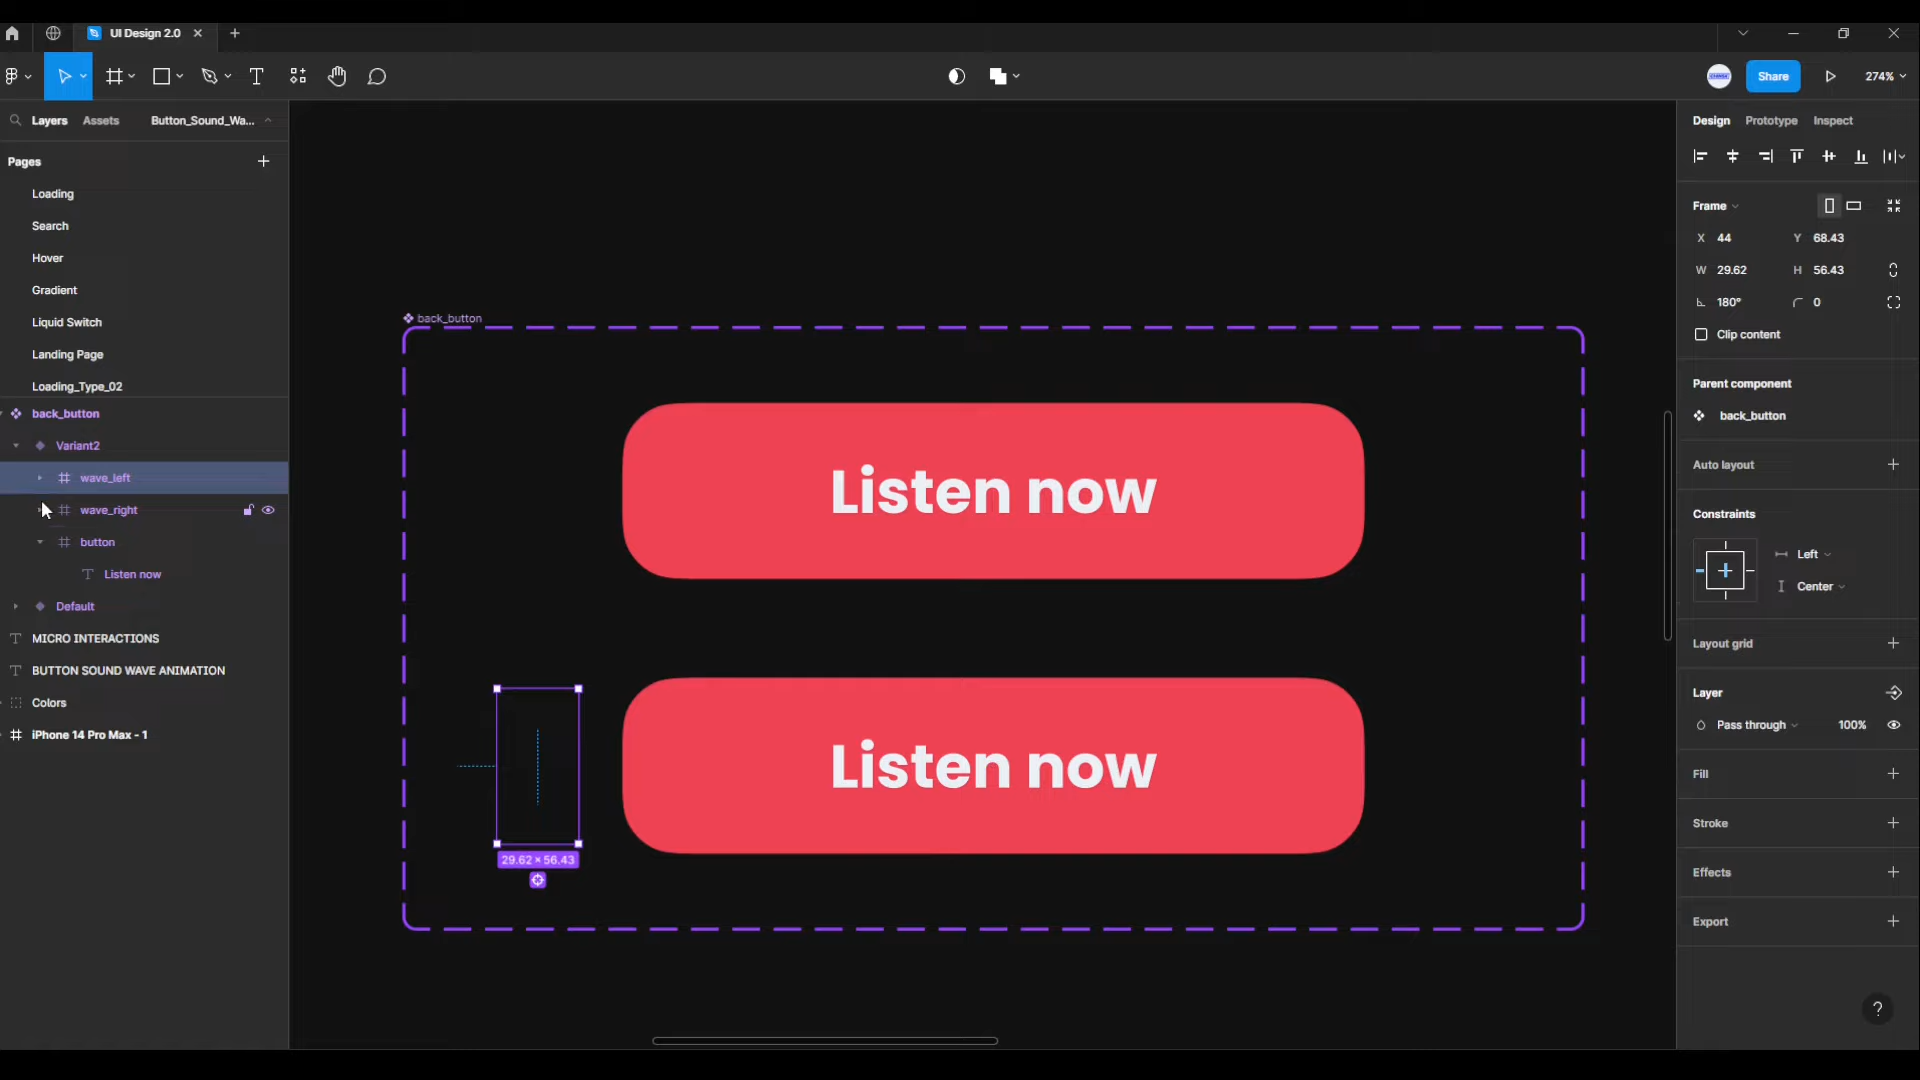 UI Design 2.0
Share
274%
Layers
Assets
Button_Sound_Wa...
Pages
Loading
Search
Hover
Gradient
Liquid Switch
Landing Page
Loading_Type_02
back_button
Variant2
wave_left
wave_right
button
Listen now
Default
MICRO INTERACTIONS
BUTTON SOUND WAVE ANIMATION
Colors
iPhone 14 Pro Max - 1
back_button
Listen now
Listen now
29.62 × 56.43
Design
Prototype
Inspect
Frame
X 44
Y 68.43
W 29.62
H 56.43
180°
0
Clip content
Parent component
back_button
Auto layout
Constraints
Left
Center
Layout grid
Layer
Pass through
100%
Fill
Stroke
Effects
Export
?